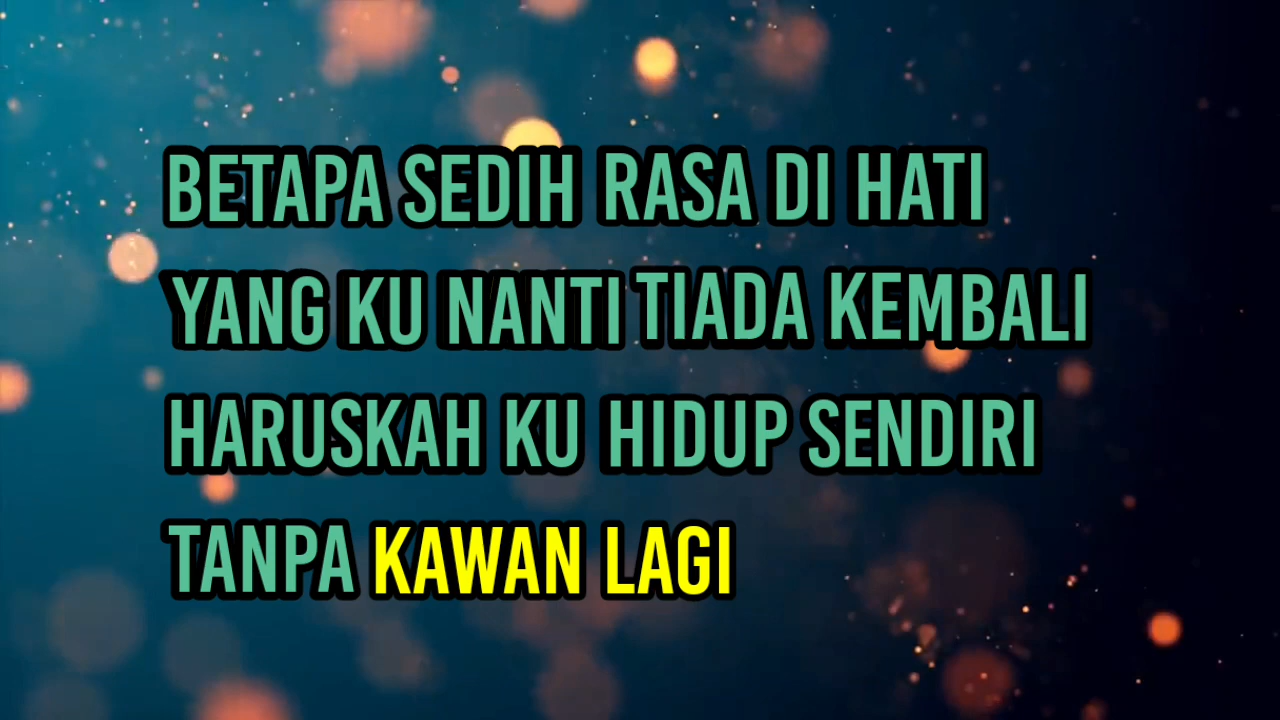 BETAPA SEDIH RASA DI HATI
YANG KU NANTI TIADA KEMBALI
HARUSKAH KU HIDUP SENDIRI
TANPA KAWAN LAGI